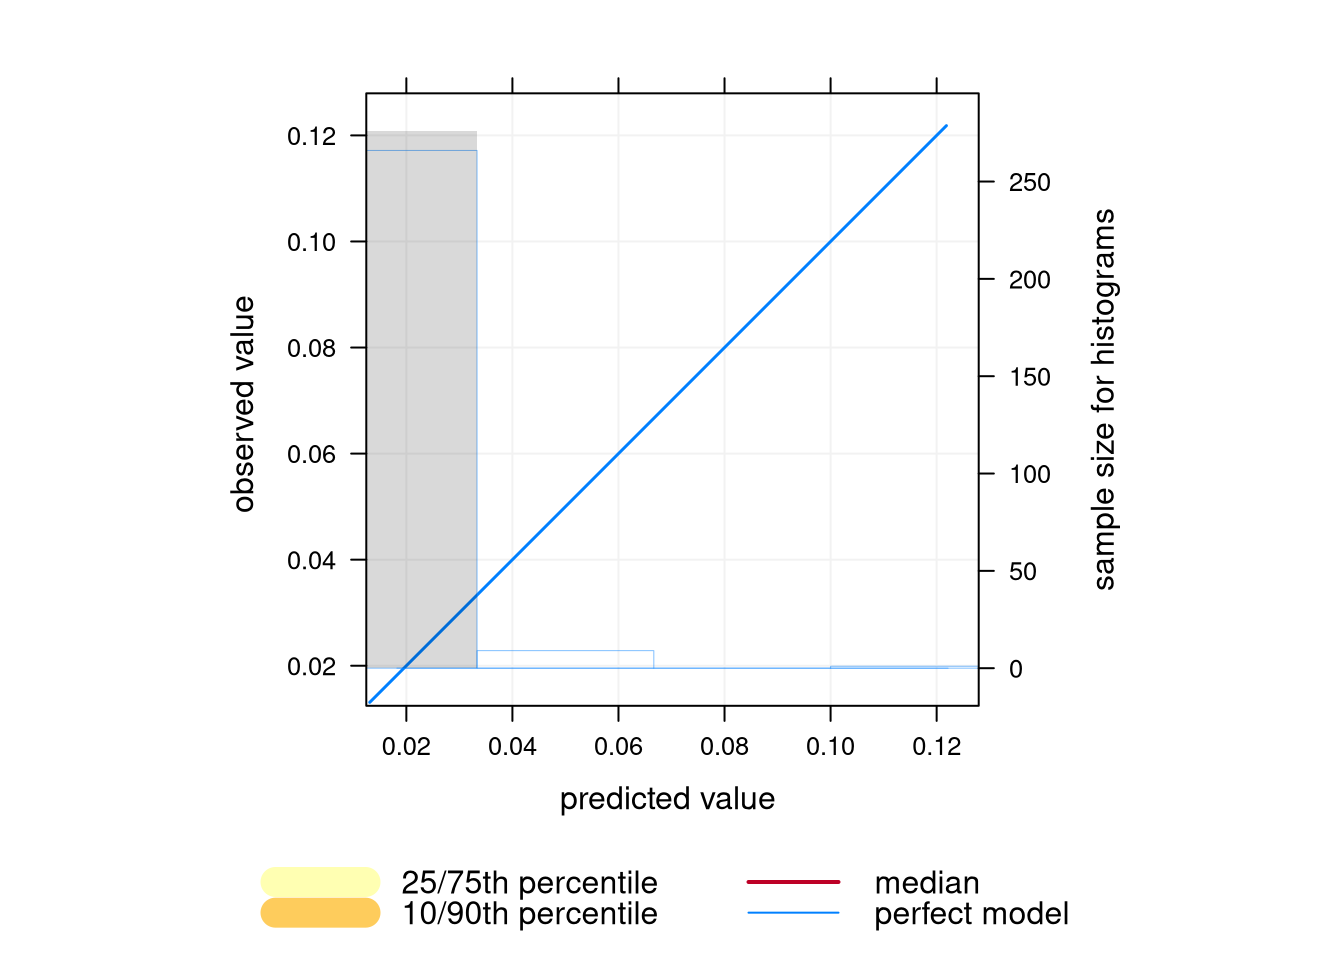 0.12
0.10
0.08
0.06
0.04
0.02
observed value
250
200
150
100
50
0
sample size for histograms
0.02 0.04 0.06 0.08 0.10 0.12
predicted value
25/75th percentile median
10/90th percentile perfect model